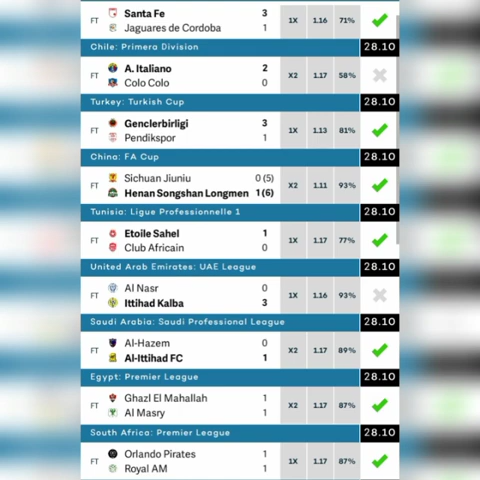 FT Santa Fe 3 1X 1.16 71%
Jaguares de Cordoba 1
Chile: Primera Division 28.10
FT A. Italiano 2 X2 1.17 58%
Colo Colo 0
Turkey: Turkish Cup 28.10
FT Genclerbirligi 3 1X 1.13 81%
Pendikspor 1
China: FA Cup 28.10
FT Sichuan Jiuniu 0 (5) X2 1.11 93%
Henan Songshan Longmen 1(6)
Tunisia: Ligue Professionnelle 1 28.10
FT Etoile Sahel 1 1X 1.17 77%
Club Africain 0
United Arab Emirates: UAE League 28.10
FT Al Nasr 0 1X 1.16 93%
Ittihad Kalba 3
Saudi Arabia: Saudi Professional League 28.10
FT Al-Hazem 0 X2 1.17 89%
Al-Ittihad FC 1
Egypt: Premier League 28.10
FT Ghazl El Mahallah 1 X2 1.17 87%
Al Masry 1
South Africa: Premier League 28.10
FT Orlando Pirates 1 1X 1.17 87%
Royal AM 1